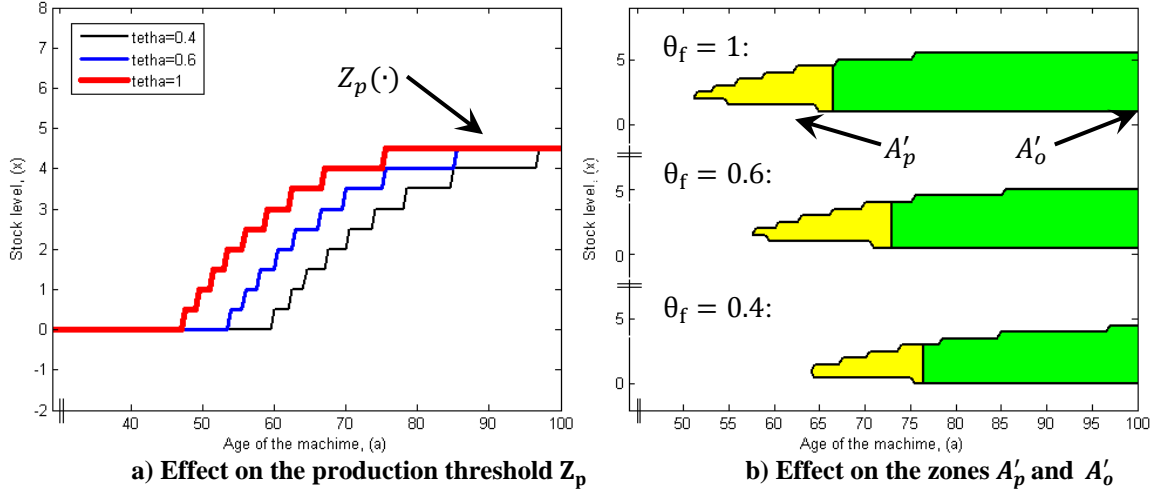 8
7
6
5
4
3
2
1
0
-1
-2
Stock level, (x)
tetha=0.4
tetha=0.6
tetha=1
Z_p(·)
40 50 60 70 80 90 100
Age of the machime, (a)
a) Effect on the production threshold Z_p
θ_f = 1:
5
0
A′_p
A′_o
θ_f = 0.6:
5
0
Stock level, (x)
θ_f = 0.4:
5
0
50 55 60 65 70 75 80 85 90 95 100
Age of the machime, (a)
b) Effect on the zones A′_p and A′_o